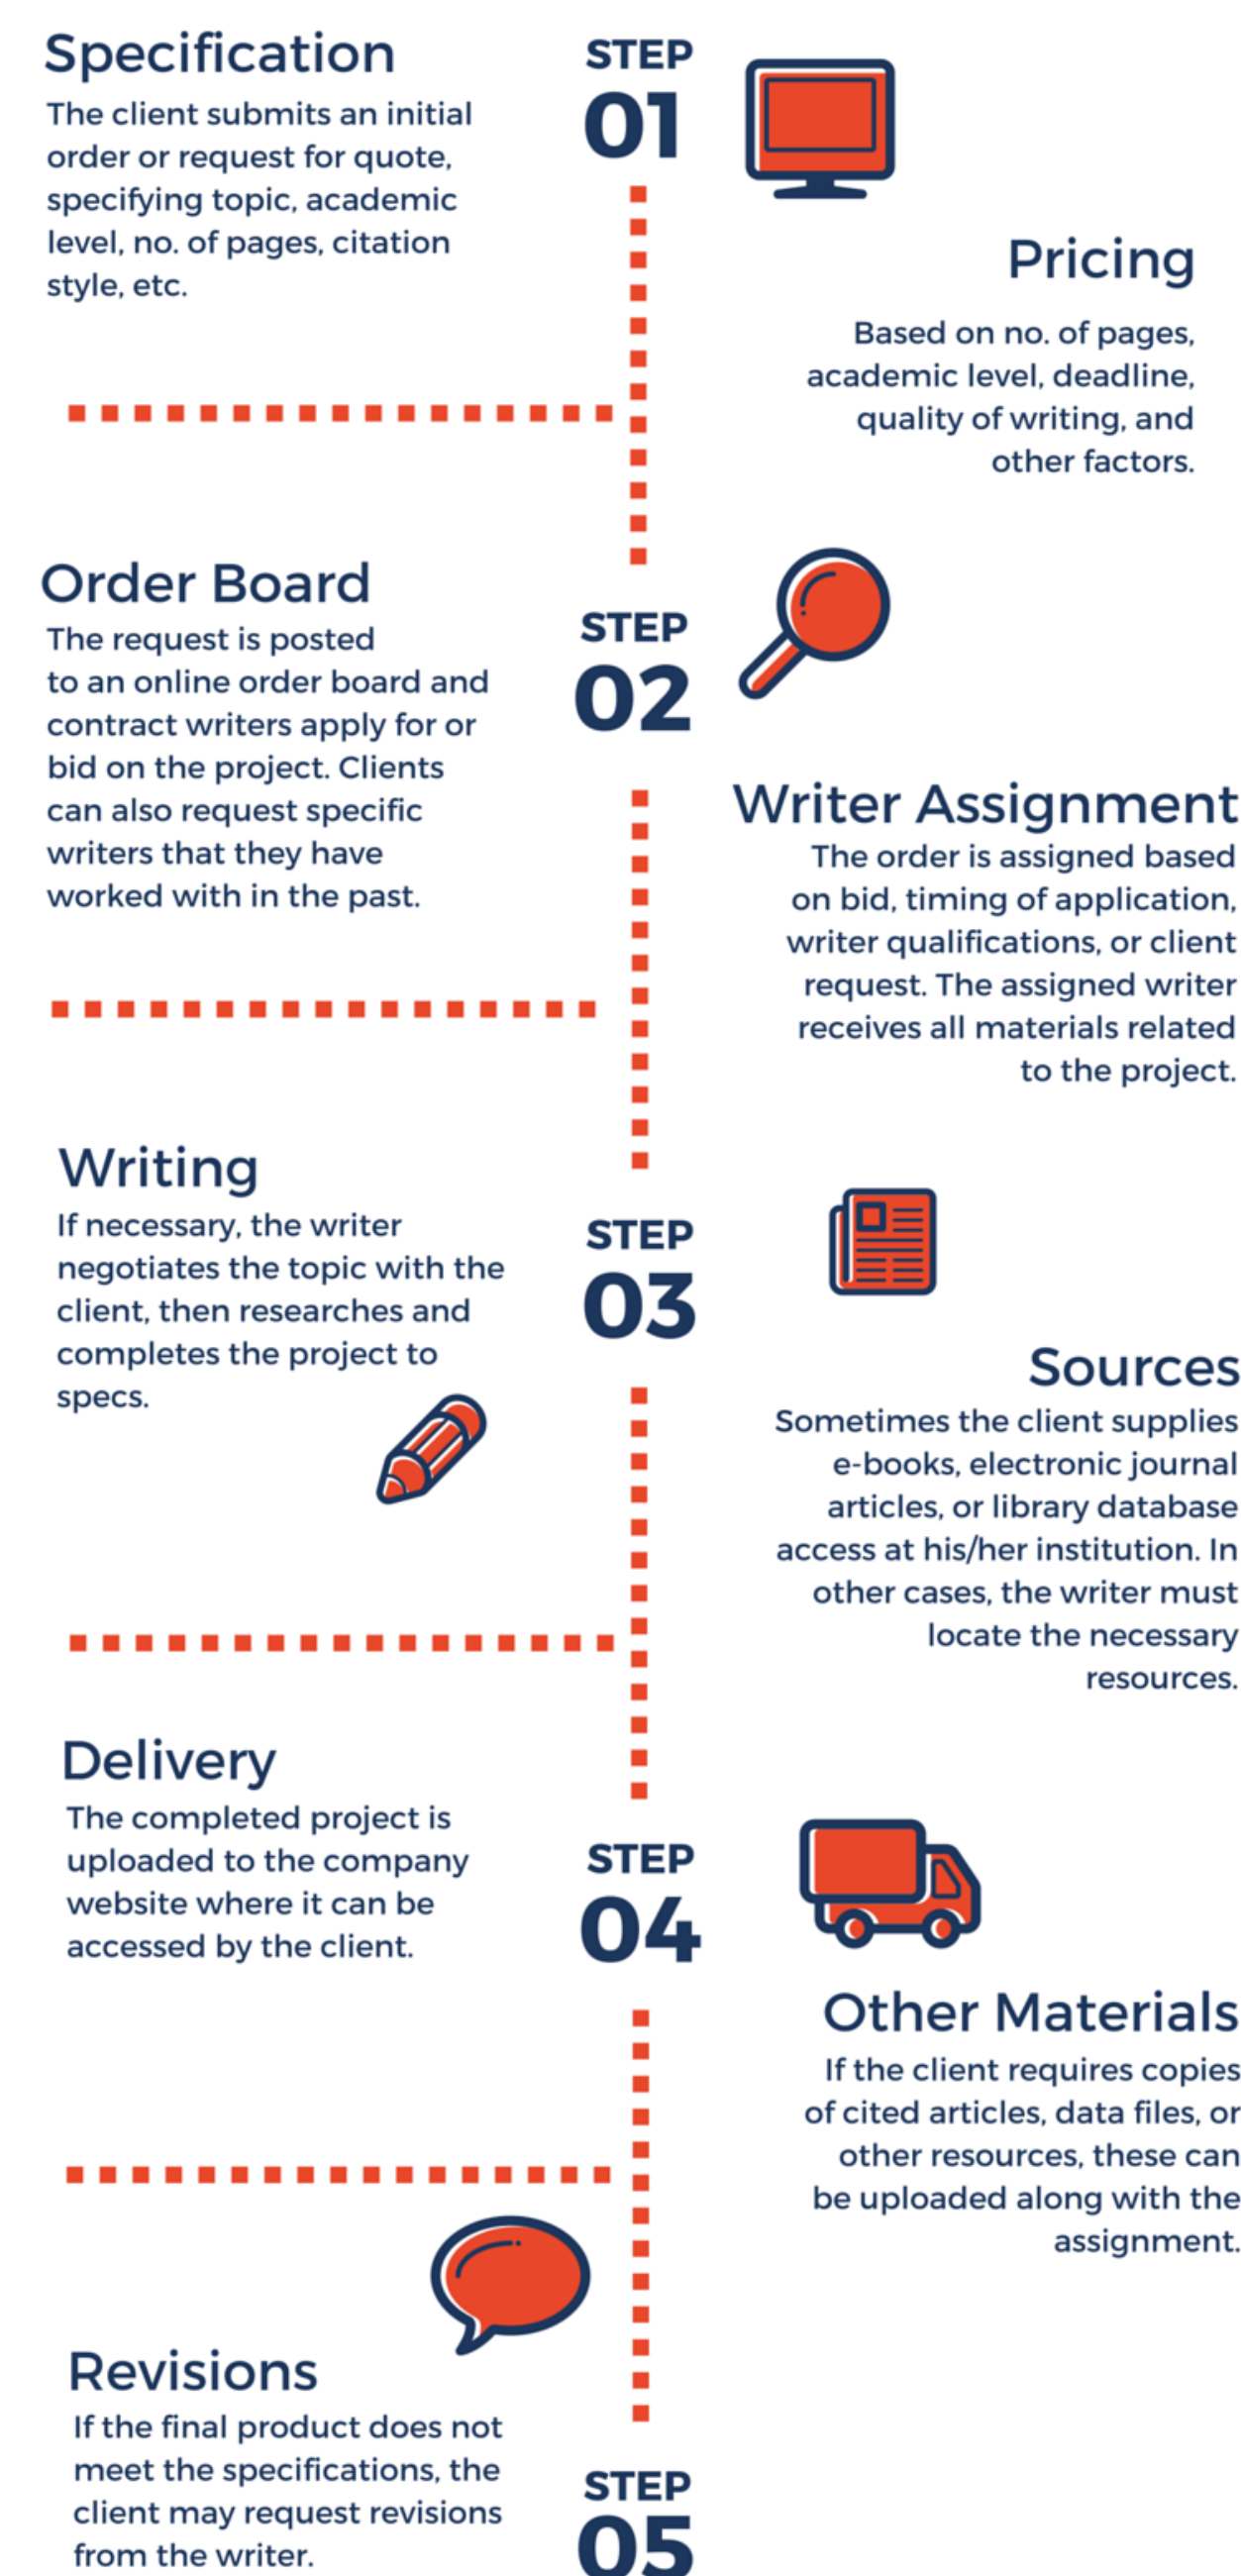 Specification
The client submits an initial
order or request for quote,
specifying topic, academic
level, no. of pages, citation
style, etc.
STEP
01
Pricing
Based on no. of pages,
academic level, deadline,
quality of writing, and
other factors.
Order Board
The request is posted
to an online order board and
contract writers apply for or
bid on the project. Clients
can also request specific
writers that they have
worked with in the past.
STEP
02
Writer Assignment
The order is assigned based
on bid, timing of application,
writer qualifications, or client
request. The assigned writer
receives all materials related
to the project.
Writing
If necessary, the writer
negotiates the topic with the
client, then researches and
completes the project to
specs.
STEP
03
Sources
Sometimes the client supplies
e-books, electronic journal
articles, or library database
access at his/her institution. In
other cases, the writer must
locate the necessary
resources.
Delivery
The completed project is
uploaded to the company
website where it can be
accessed by the client.
STEP
04
Other Materials
If the client requires copies
of cited articles, data files, or
other resources, these can
be uploaded along with the
assignment.
Revisions
If the final product does not
meet the specifications, the
client may request revisions
from the writer.
STEP
05